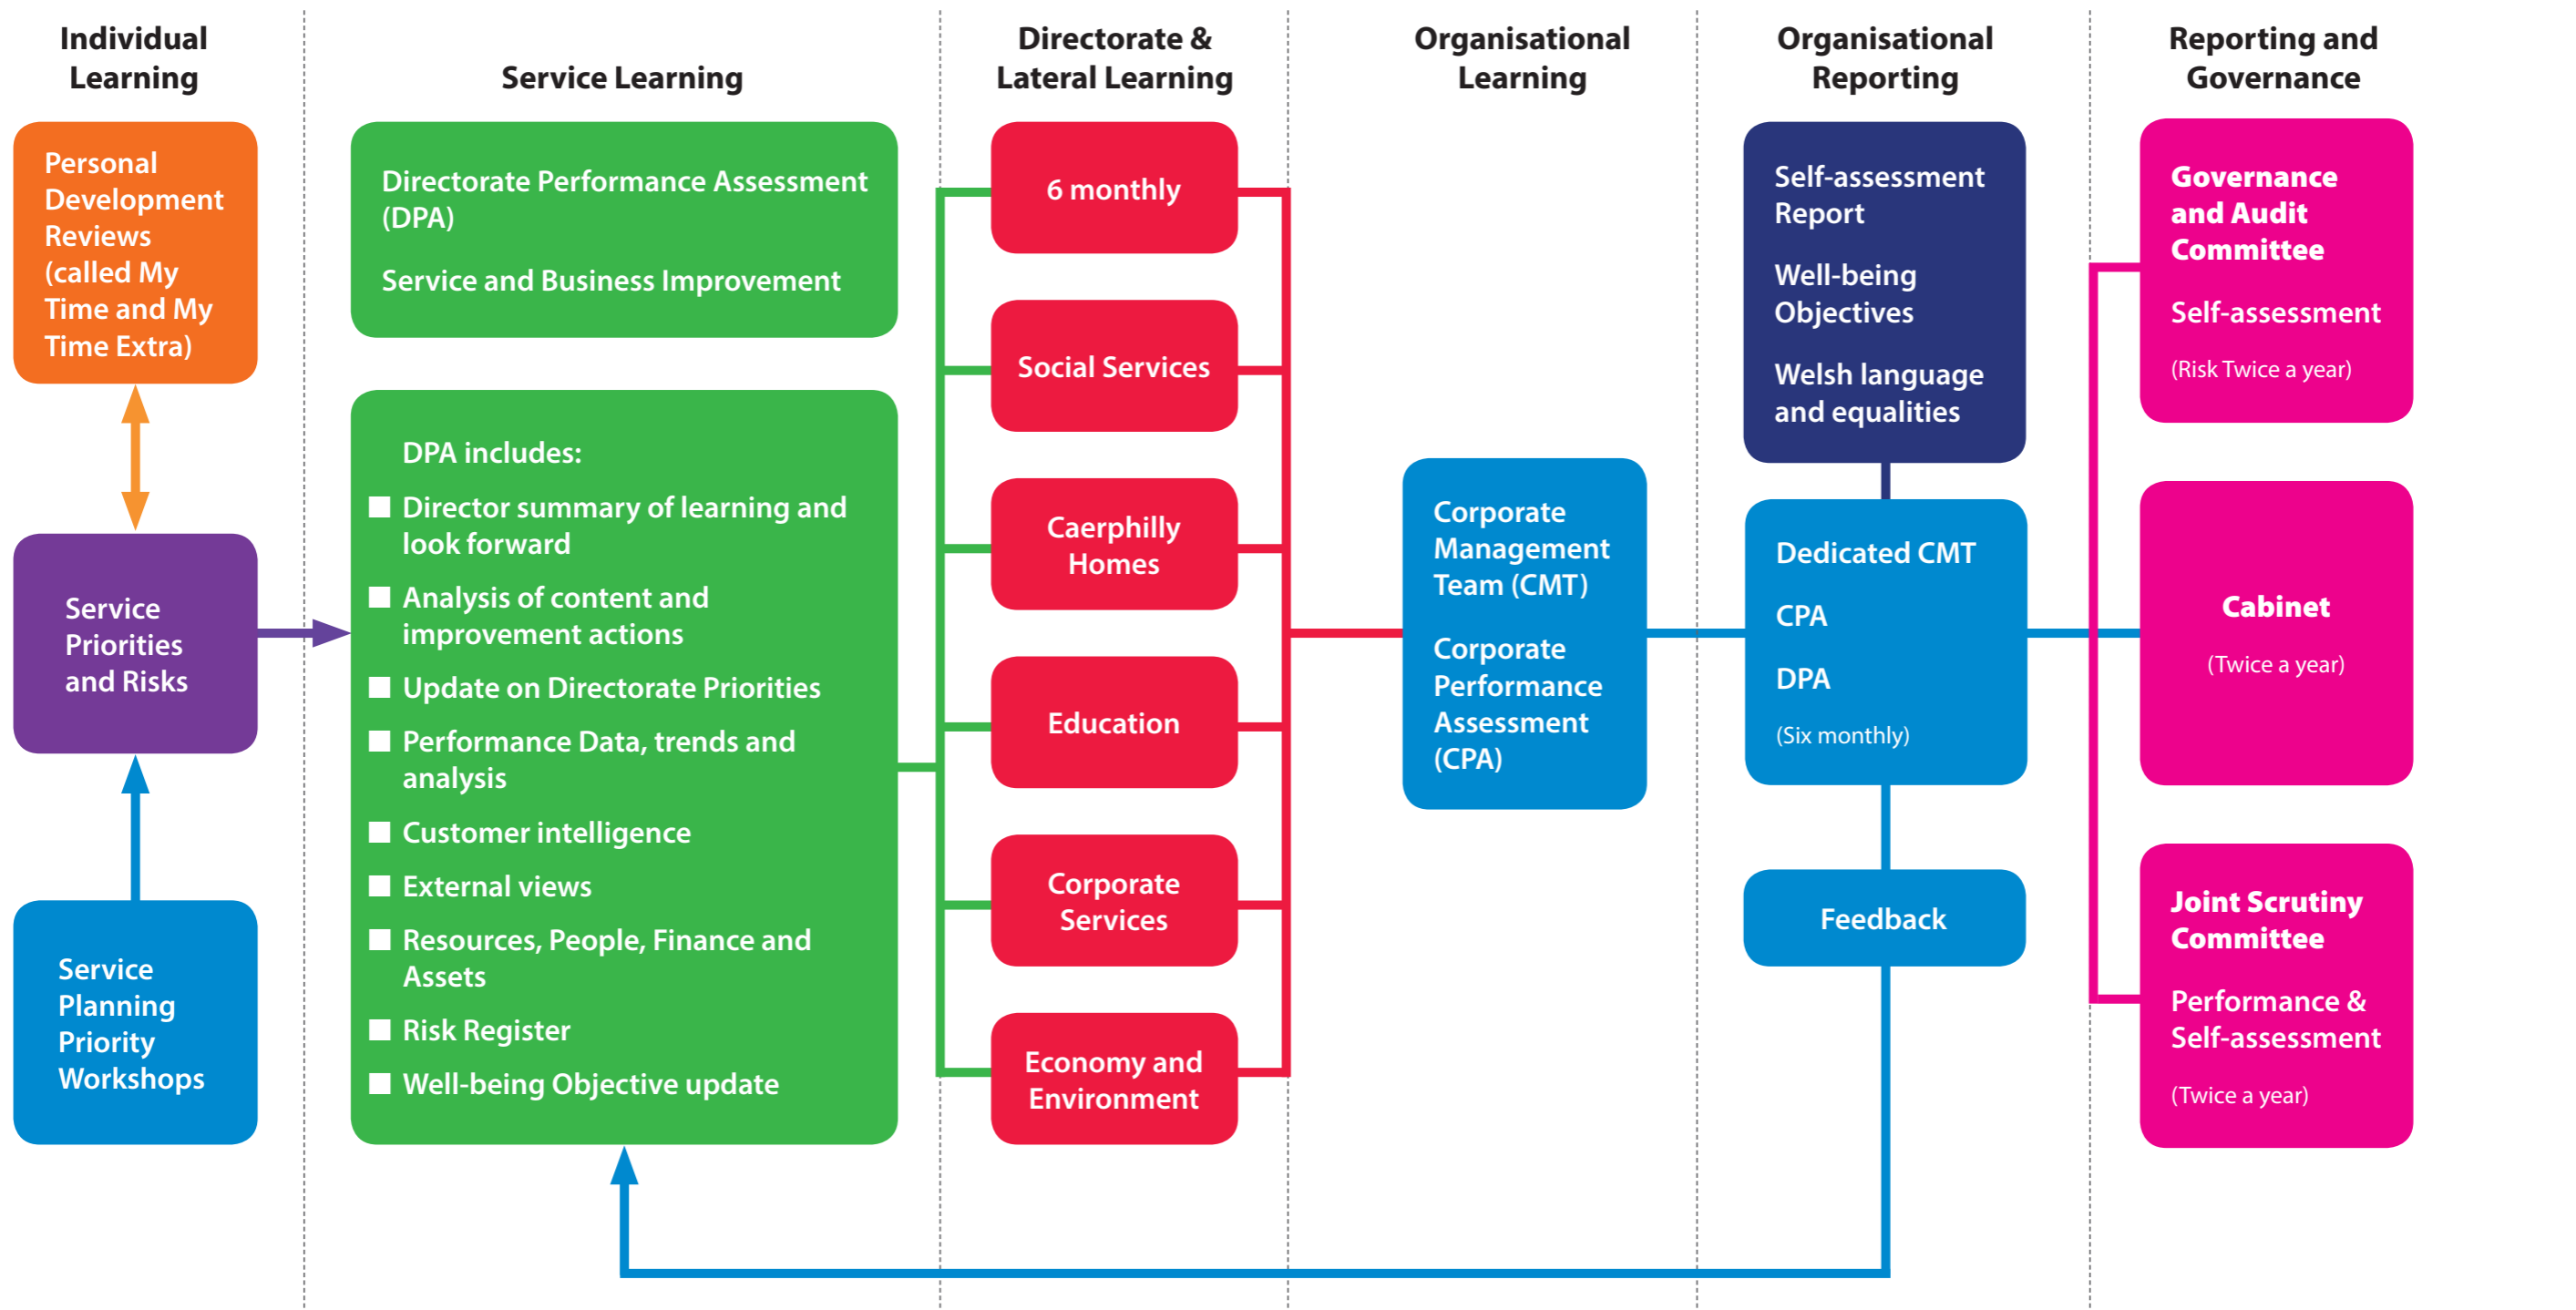 Individual
Learning
Personal
Development
Reviews
(called My
Time and My
Time Extra)
Service
Priorities
and Risks
Service
Planning
Priority
Workshops
Service Learning
Directorate Performance Assessment
(DPA)
Service and Business Improvement
DPA includes:
Director summary of learning and
look forward
Analysis of content and
improvement actions
Update on Directorate Priorities
Performance Data, trends and
analysis
Customer intelligence
External views
Resources, People, Finance and
Assets
Risk Register
Well-being Objective update
Directorate &
Lateral Learning
6 monthly
Social Services
Caerphilly
Homes
Education
Corporate
Services
Economy and
Environment
Organisational
Learning
Corporate
Management
Team (CMT)
Corporate
Performance
Assessment
(CPA)
Organisational
Reporting
Self-assessment
Report
Well-being
Objectives
Welsh language
and equalities
Dedicated CMT
CPA
DPA
(Six monthly)
Feedback
Reporting and
Governance
Governance
and Audit
Committee
Self-assessment
(Risk Twice a year)
Cabinet
(Twice a year)
Joint Scrutiny
Committee
Performance &
Self-assessment
(Twice a year)